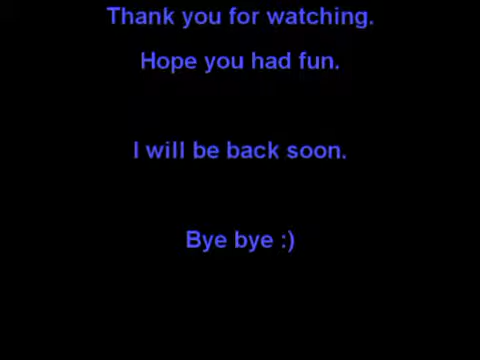 Thank you for watching.
Hope you had fun.
I will be back soon.
Bye bye :)